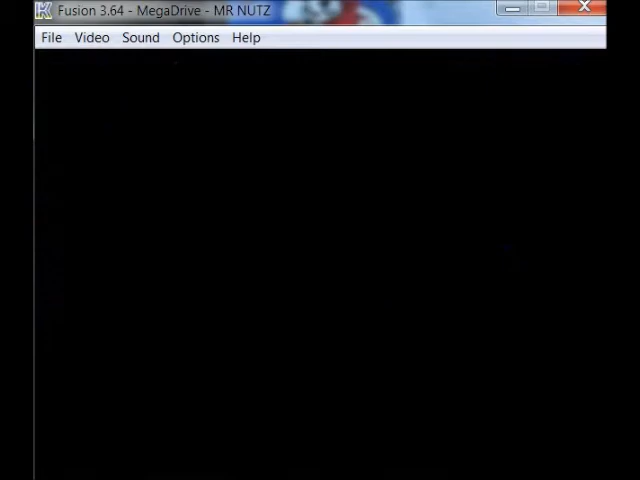 Fusion 3.64 - MegaDrive - MR NUTZ
File Video Sound Options Help